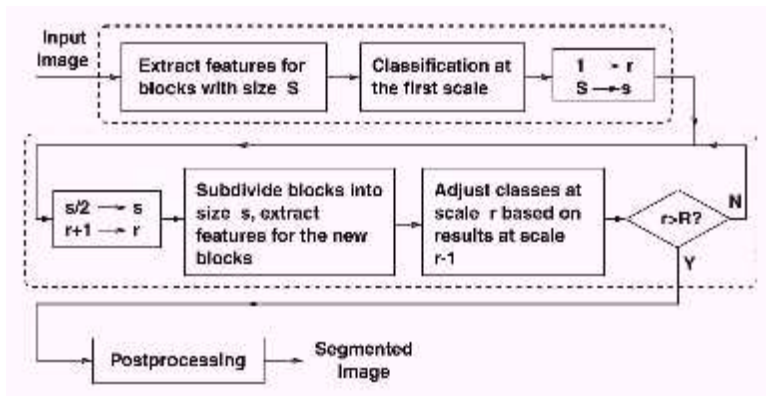 Input
Image
Extract features for
blocks with size S
Classification at
the first scale
1 → r
S → s
s/2 → s
r+1 → r
Subdivide blocks into
size s, extract
features for the new
blocks
Adjust classes at
scale r based on
results at scale
r-1
r>R?
N
Y
Postprocessing
Segmented
Image